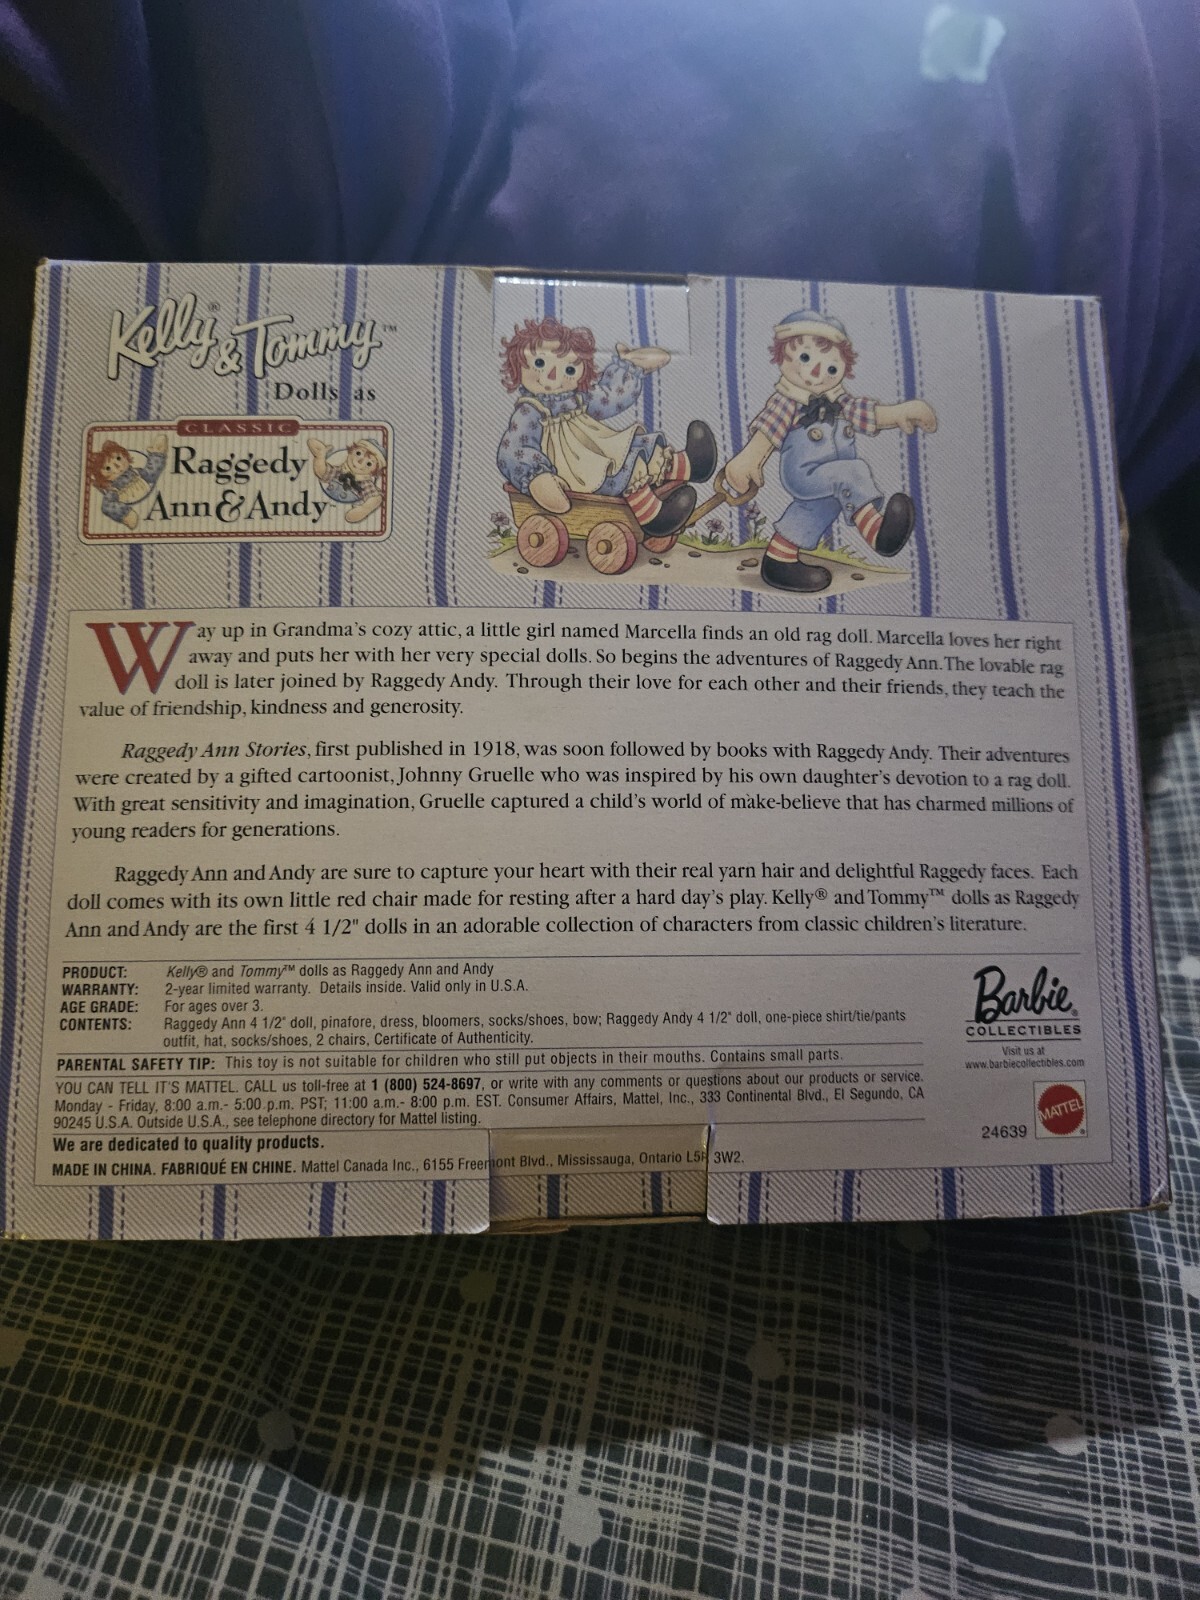 Kelly® & Tommy™
Dolls as
CLASSIC
Raggedy
Ann & Andy
Way up in Grandma's cozy attic, a little girl named Marcella finds an old rag doll. Marcella loves her right
away and puts her with her very special dolls. So begins the adventures of Raggedy Ann. The lovable rag
doll is later joined by Raggedy Andy. Through their love for each other and their friends, they teach the
value of friendship, kindness and generosity.
Raggedy Ann Stories, first published in 1918, was soon followed by books with Raggedy Andy. Their adventures
were created by a gifted cartoonist, Johnny Gruelle who was inspired by his own daughter's devotion to a rag doll.
With great sensitivity and imagination, Gruelle captured a child's world of make-believe that has charmed millions of
young readers for generations.
Raggedy Ann and Andy are sure to capture your heart with their real yarn hair and delightful Raggedy faces. Each
doll comes with its own little red chair made for resting after a hard day's play. Kelly® and Tommy™ dolls as Raggedy
Ann and Andy are the first 4 1/2" dolls in an adorable collection of characters from classic children's literature.
PRODUCT: Kelly® and Tommy™ dolls as Raggedy Ann and Andy
WARRANTY: 2-year limited warranty. Details inside. Valid only in U.S.A.
AGE GRADE: For ages over 3.
CONTENTS: Raggedy Ann 4 1/2" doll, pinafore, dress, bloomers, socks/shoes, bow; Raggedy Andy 4 1/2" doll, one-piece shirt/tie/pants
outfit, hat, socks/shoes, 2 chairs, Certificate of Authenticity.
PARENTAL SAFETY TIP: This toy is not suitable for children who still put objects in their mouths. Contains small parts.
YOU CAN TELL IT'S MATTEL. CALL us toll-free at 1 (800) 524-8697, or write with any comments or questions about our products or service.
Monday - Friday, 8:00 a.m.- 5:00 p.m. PST; 11:00 a.m.- 8:00 p.m. EST. Consumer Affairs, Mattel, Inc., 333 Continental Blvd., El Segundo, CA
90245 U.S.A. Outside U.S.A., see telephone directory for Mattel listing.
We are dedicated to quality products.
MADE IN CHINA. FABRIQUÉ EN CHINE. Mattel Canada Inc., 6155 Freemont Blvd., Mississauga, Ontario L5R 3W2.
Barbie®
COLLECTIBLES
Visit us at
www.barbiecollectibles.com
24639
MATTEL®